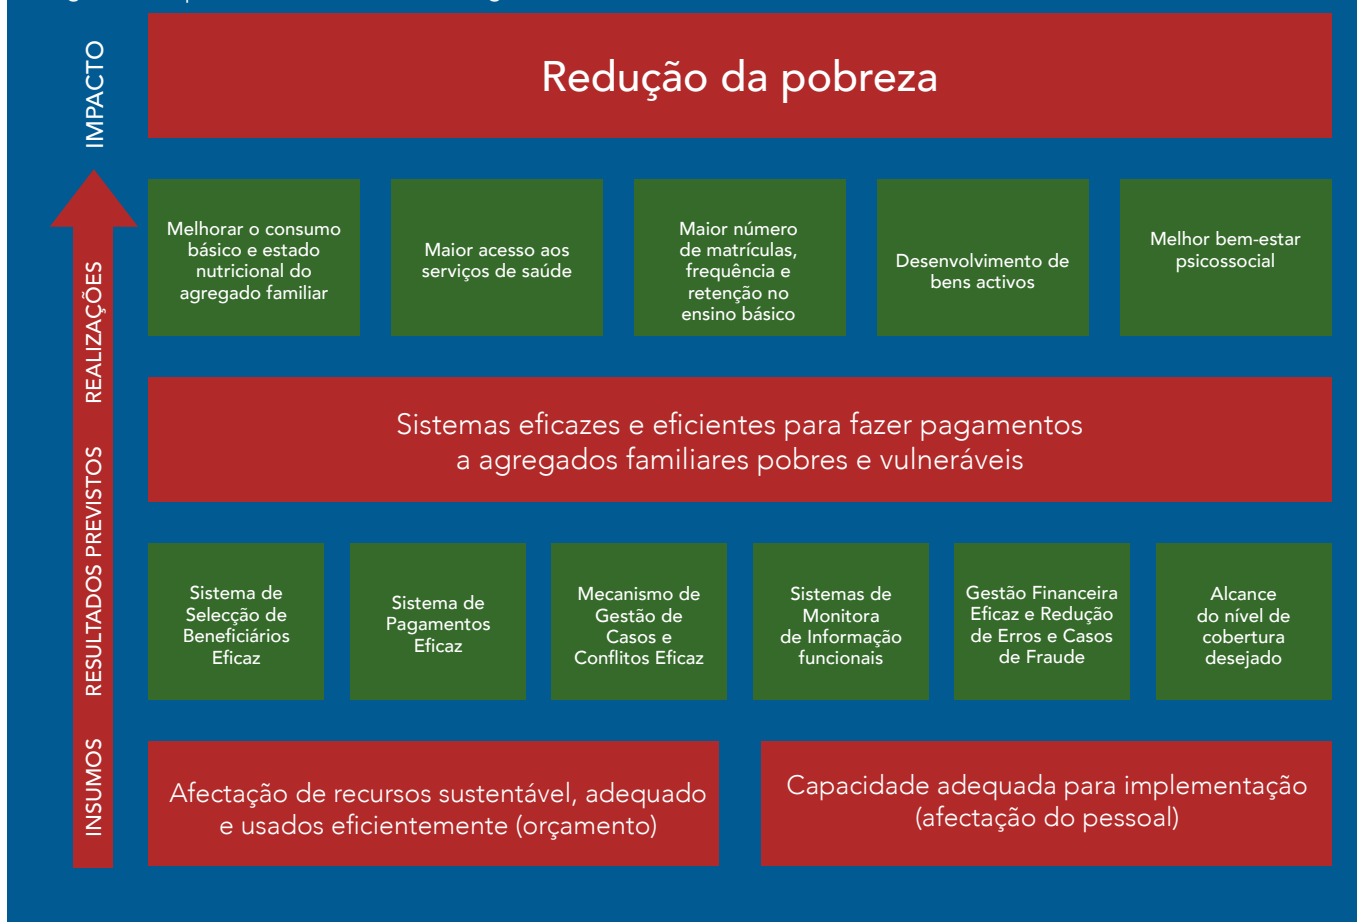 IMPACTO
Redução da pobreza
REALIZAÇÕES
Melhorar o consumo
básico e estado
nutricional do
agregado familiar
Maior acesso aos
serviços de saúde
Maior número
de matrículas,
frequência e
retenção no
ensino básico
Desenvolvimento de
bens activos
Melhor bem-estar
psicossocial
RESULTADOS PREVISTOS
Sistemas eficazes e eficientes para fazer pagamentos
a agregados familiares pobres e vulneráveis
Sistema de
Selecção de
Beneficiários
Eficaz
Sistema de
Pagamentos
Eficaz
Mecanismo de
Gestão de
Casos e
Conflitos Eficaz
Sistemas de
Monitora
de Informação
funcionais
Gestão Financeira
Eficaz e Redução
de Erros e Casos
de Fraude
Alcance
do nível de
cobertura
desejado
INSUMOS
Afectação de recursos sustentável, adequado
e usados eficientemente (orçamento)
Capacidade adequada para implementação
(afectação do pessoal)